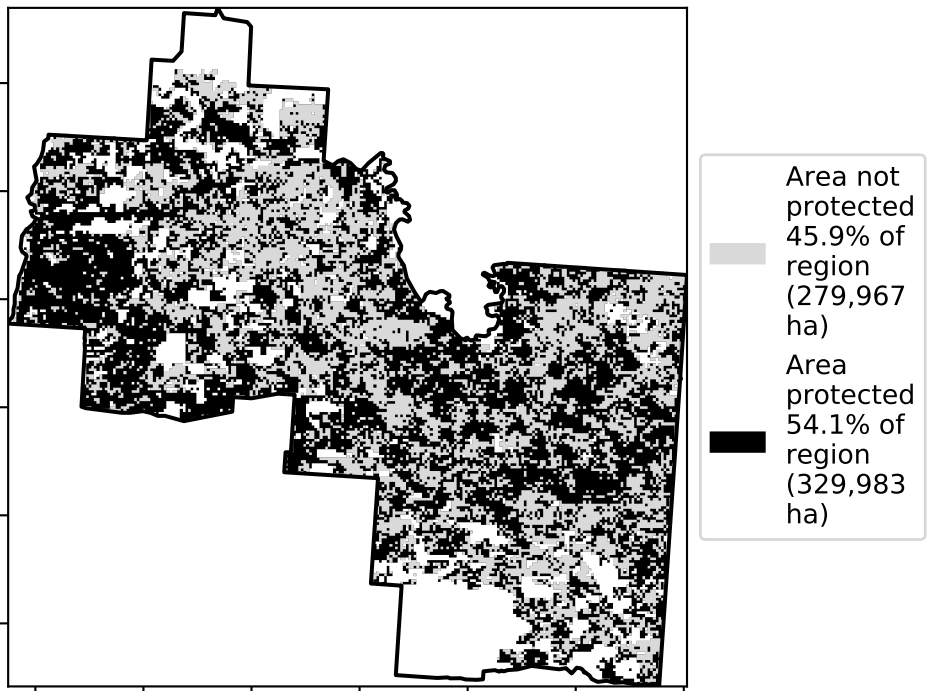 Area not
protected
45.9% of
region
(279,967
ha)
Area
protected
54.1% of
region
(329,983
ha)